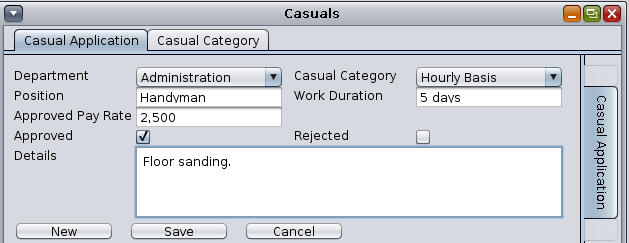 Casuals
Casual Application Casual Category
Department Administration Casual Category Hourly Basis
Position Handyman Work Duration 5 days
Approved Pay Rate 2,500
Approved Rejected
Details Floor sanding.
Casual Application
New Save Cancel